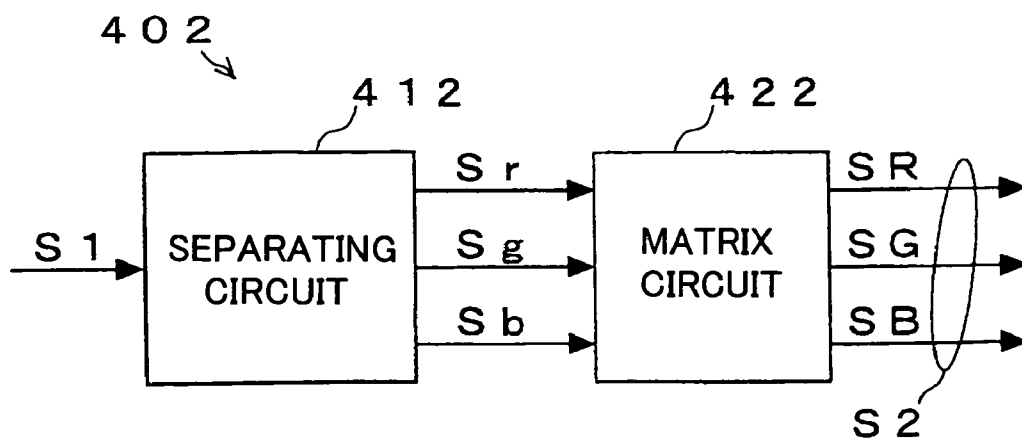 402
412
422
S1
SEPARATING
CIRCUIT
Sr
Sg
Sb
MATRIX
CIRCUIT
SR
SG
SB
S2